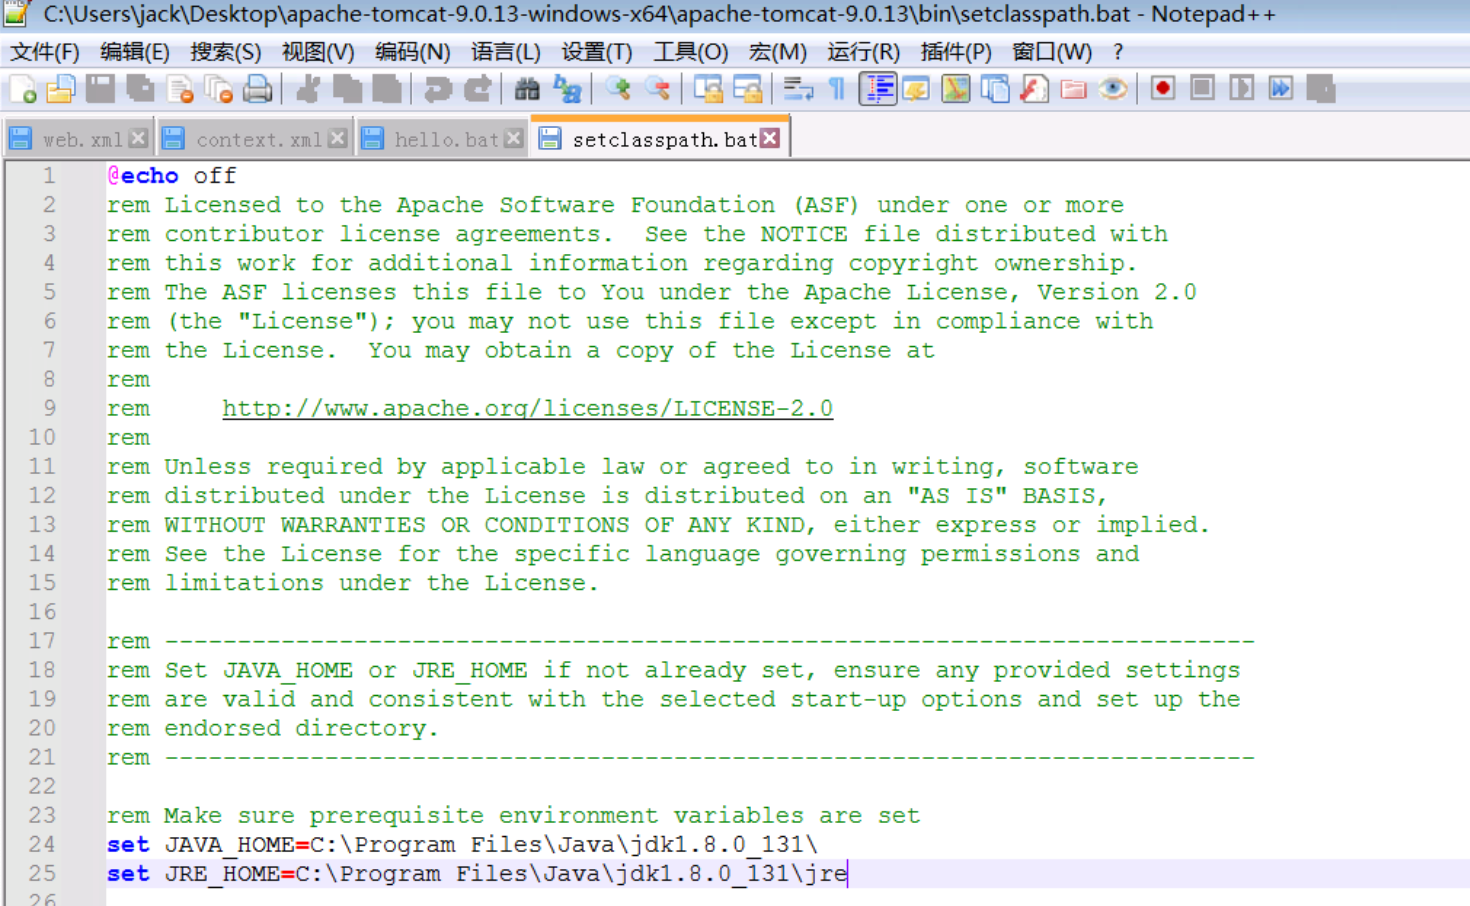 C:\Users\jack\Desktop\apache-tomcat-9.0.13-windows-x64\apache-tomcat-9.0.13\bin\setclasspath.bat - Notepad++
文件(F) 编辑(E) 搜索(S) 视图(V) 编码(N) 语言(L) 设置(T) 工具(O) 宏(M) 运行(R) 插件(P) 窗口(W) ?
web.xml context.xml hello.bat setclasspath.bat
1 @echo off
2 rem Licensed to the Apache Software Foundation (ASF) under one or more
3 rem contributor license agreements.  See the NOTICE file distributed with
4 rem this work for additional information regarding copyright ownership.
5 rem The ASF licenses this file to You under the Apache License, Version 2.0
6 rem (the "License"); you may not use this file except in compliance with
7 rem the License.  You may obtain a copy of the License at
8 rem
9 rem     http://www.apache.org/licenses/LICENSE-2.0
10 rem
11 rem Unless required by applicable law or agreed to in writing, software
12 rem distributed under the License is distributed on an "AS IS" BASIS,
13 rem WITHOUT WARRANTIES OR CONDITIONS OF ANY KIND, either express or implied.
14 rem See the License for the specific language governing permissions and
15 rem limitations under the License.
16
17 rem ---------------------------------------------------------------------------
18 rem Set JAVA_HOME or JRE_HOME if not already set, ensure any provided settings
19 rem are valid and consistent with the selected start-up options and set up the
20 rem endorsed directory.
21 rem ---------------------------------------------------------------------------
22
23 rem Make sure prerequisite environment variables are set
24 set JAVA_HOME=C:\Program Files\Java\jdk1.8.0_131\
25 set JRE_HOME=C:\Program Files\Java\jdk1.8.0_131\jre
26